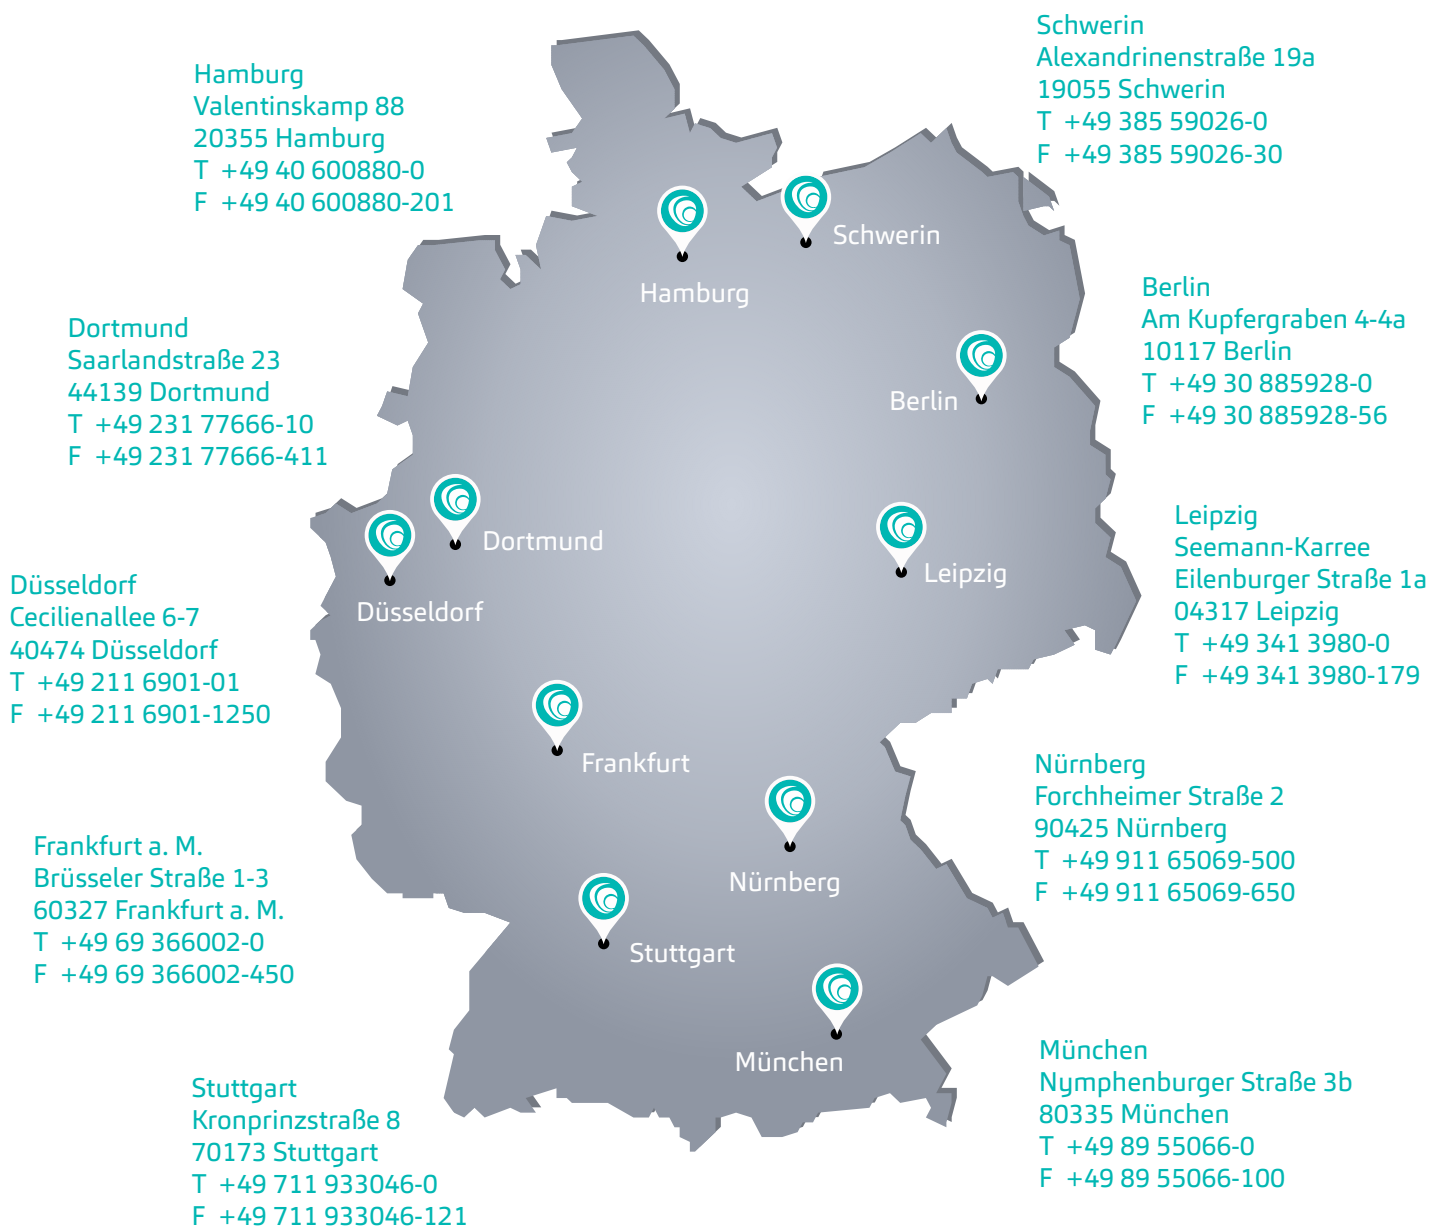 Schwerin
Alexandrinenstraße 19a
19055 Schwerin
T +49 385 59026-0
F +49 385 59026-30
Hamburg
Valentinskamp 88
20355 Hamburg
T +49 40 600880-0
F +49 40 600880-201
Schwerin
Hamburg
Berlin
Am Kupfergraben 4-4a
10117 Berlin
T +49 30 885928-0
F +49 30 885928-56
Dortmund
Saarlandstraße 23
44139 Dortmund
T +49 231 77666-10
F +49 231 77666-411
Berlin
Leipzig
Seemann-Karree
Eilenburger Straße 1a
04317 Leipzig
T +49 341 3980-0
F +49 341 3980-179
Dortmund
Leipzig
Düsseldorf
Düsseldorf
Cecilienallee 6-7
40474 Düsseldorf
T +49 211 6901-01
F +49 211 6901-1250
Frankfurt
Nürnberg
Forchheimer Straße 2
90425 Nürnberg
T +49 911 65069-500
F +49 911 65069-650
Frankfurt a. M.
Brüsseler Straße 1-3
60327 Frankfurt a. M.
T +49 69 366002-0
F +49 69 366002-450
Nürnberg
Stuttgart
München
München
Nymphenburger Straße 3b
80335 München
T +49 89 55066-0
F +49 89 55066-100
Stuttgart
Kronprinzstraße 8
70173 Stuttgart
T +49 711 933046-0
F +49 711 933046-121